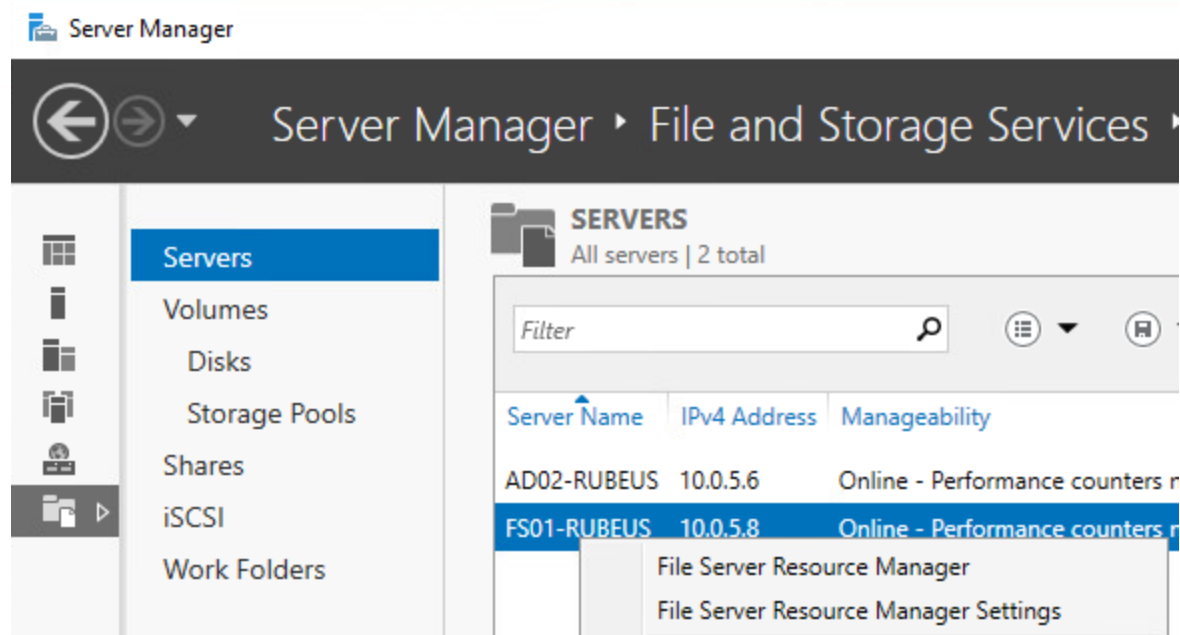 Server Manager
Server Manager ‣ File and Storage Services ‣
Servers
Volumes
Disks
Storage Pools
Shares
iSCSI
Work Folders
SERVERS
All servers | 2 total
Filter
Server Name IPv4 Address Manageability
AD02-RUBEUS 10.0.5.6 Online - Performance counters
FS01-RUBEUS 10.0.5.8 Online - Performance counters
File Server Resource Manager
File Server Resource Manager Settings